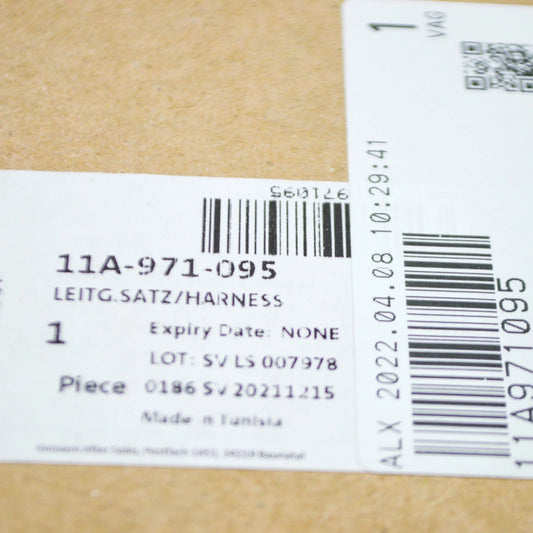 971095
11A-971-095
LEITG.SATZ/HARNESS
1
Expiry Date: NONE
LOT: SV LS 007978
Piece 0186 SV 20211215
Made in Tunisia
1
VAG
ALX 2022.04.08 10:29:41
11A971095